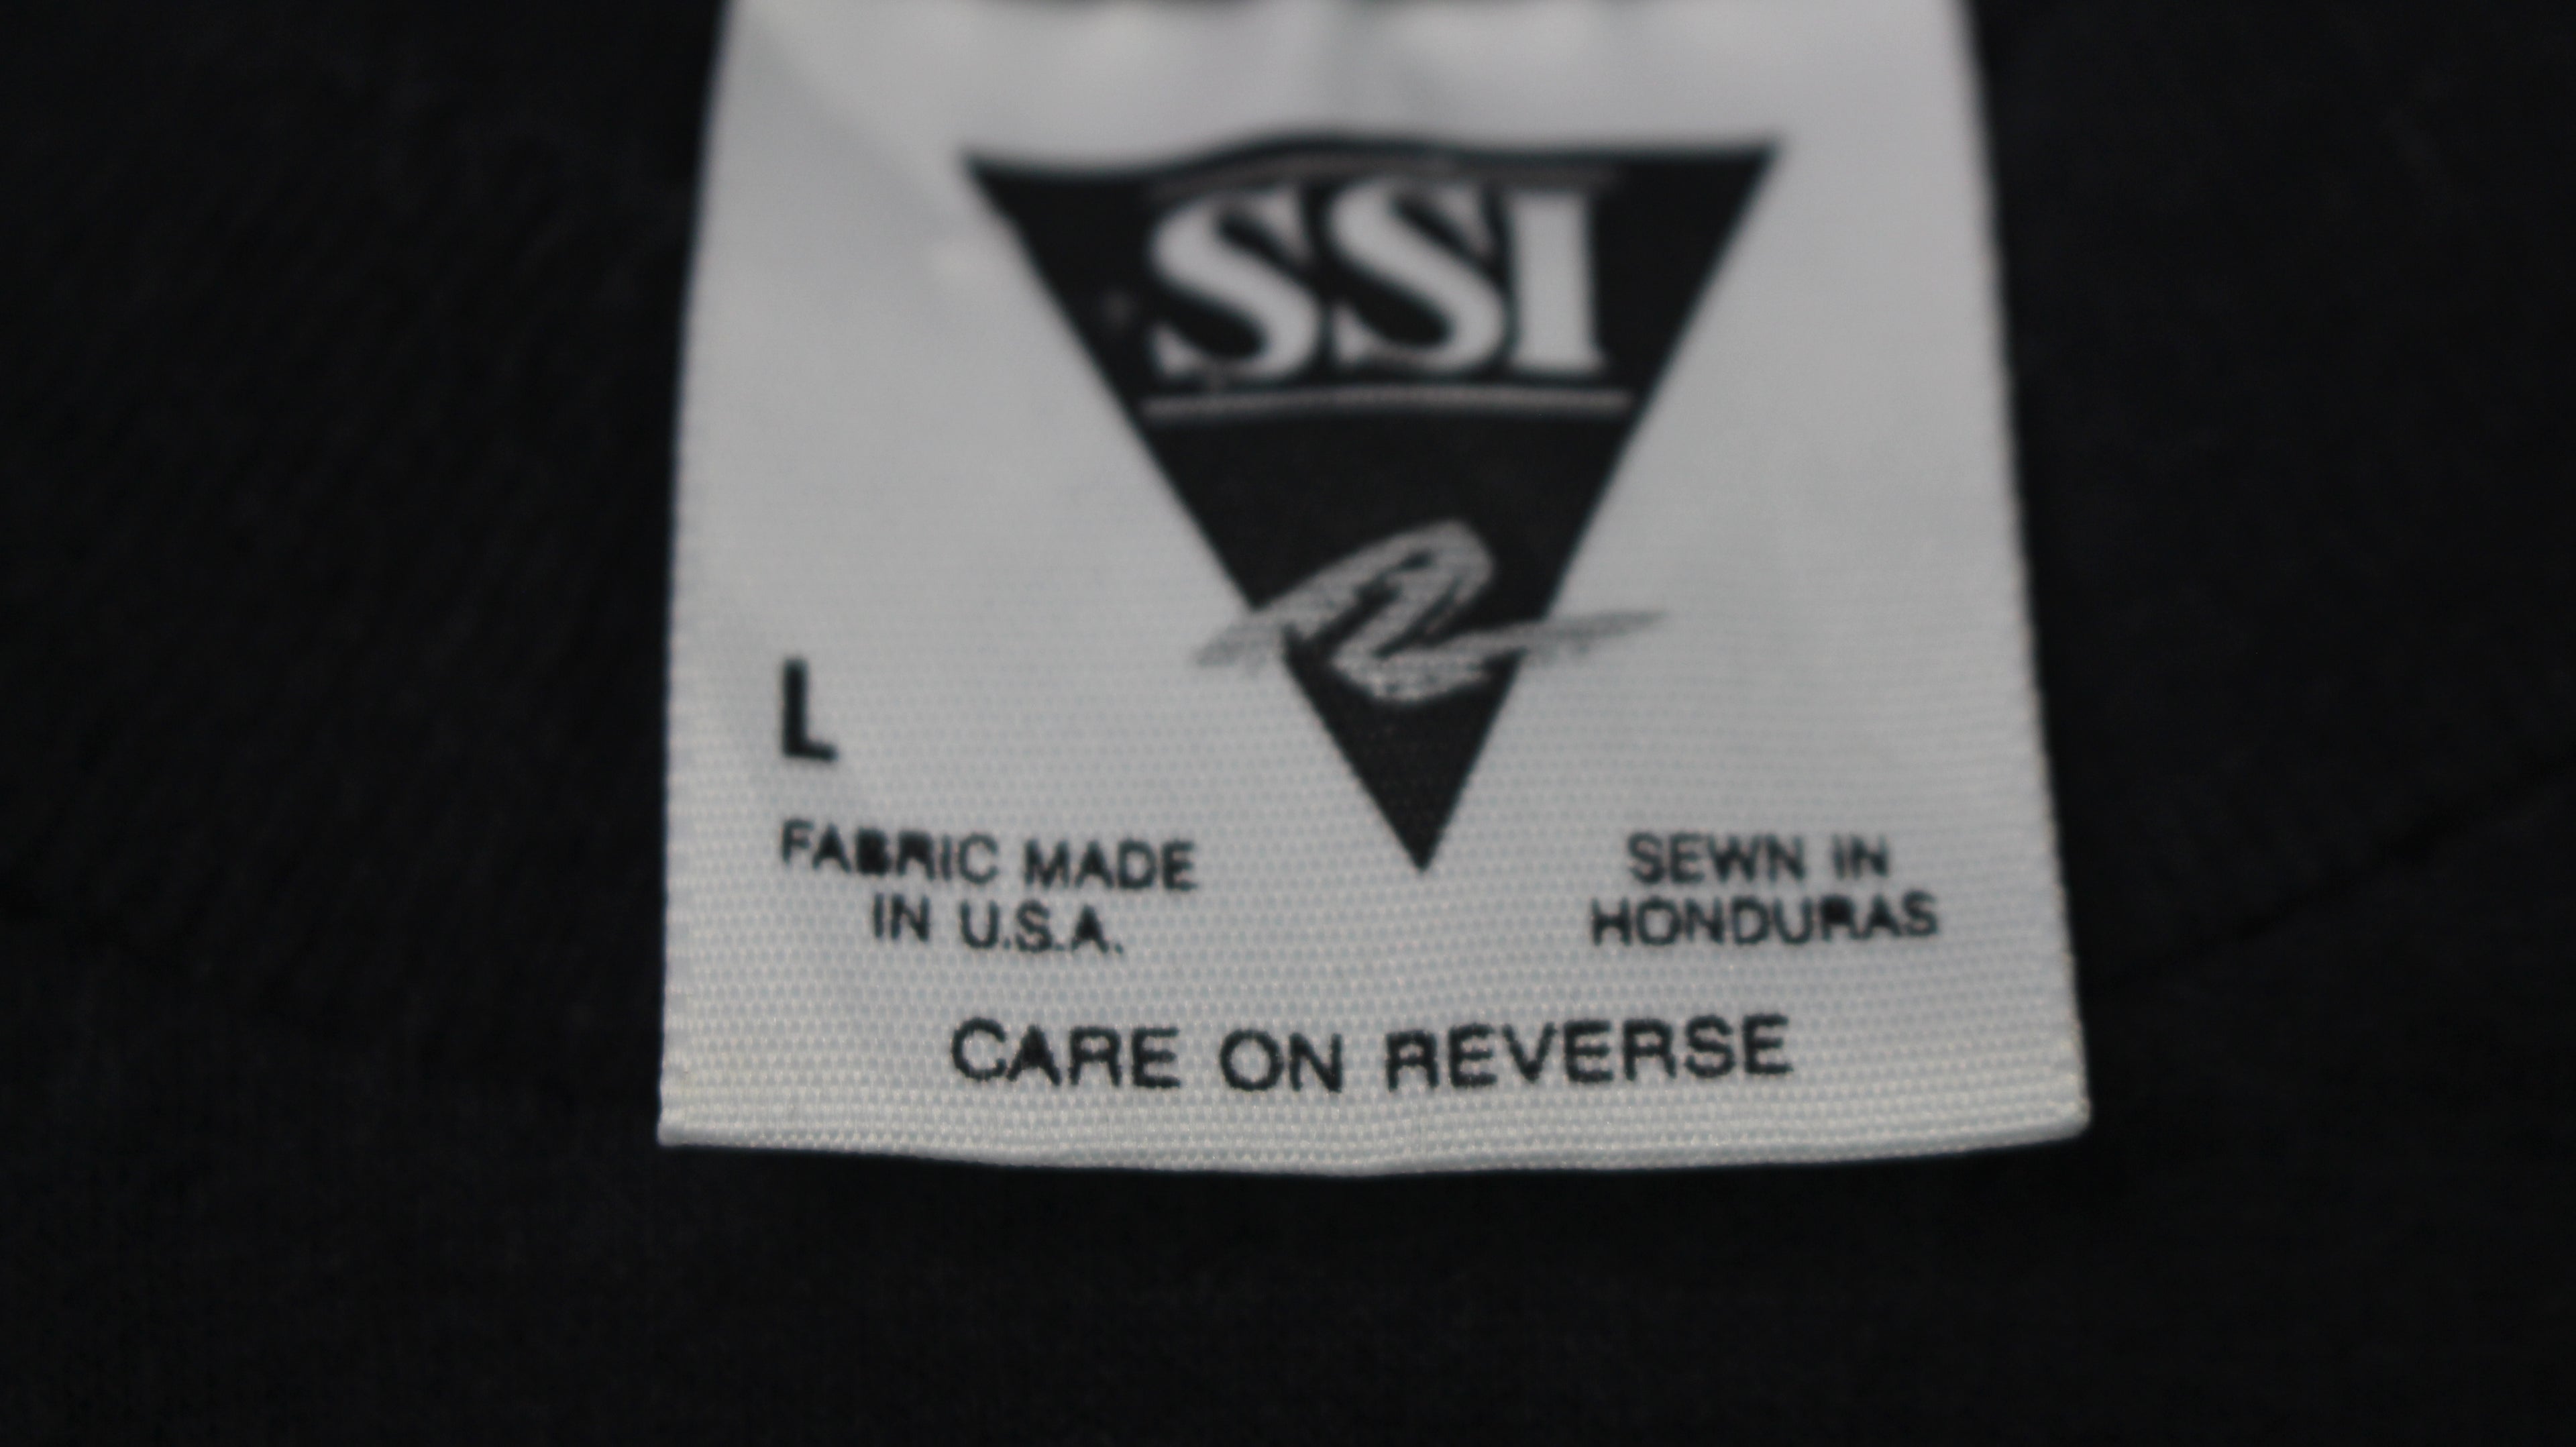 SSI
L
FABRIC MADE
IN U.S.A.
SEWN IN
HONDURAS
CARE ON REVERSE